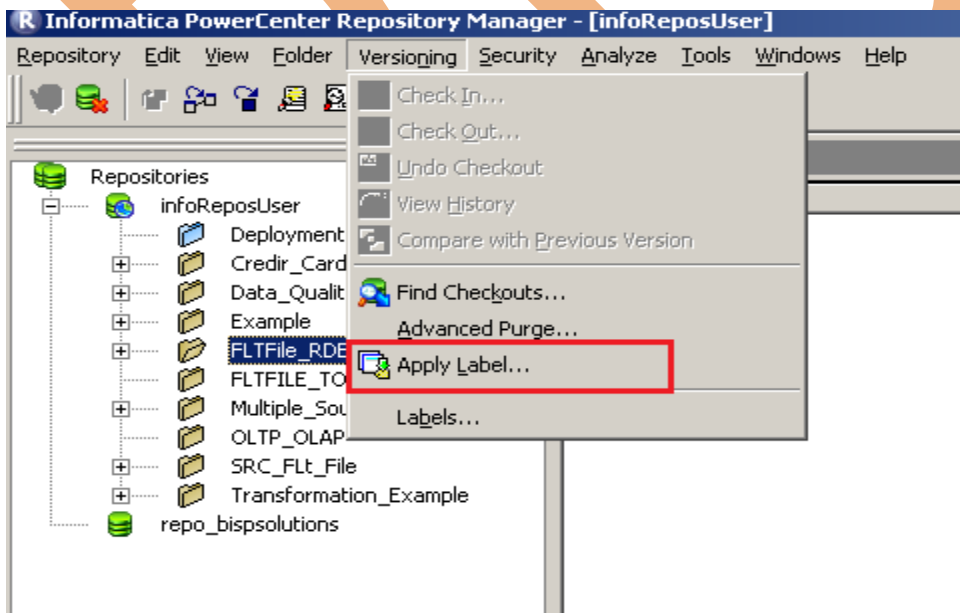 Informatica PowerCenter Repository Manager - [infoReposUser]
Repository Edit View Folder Versioning Security Analyze Tools Windows Help
Check In...
Check Out...
Undo Checkout
View History
Compare with Previous Version
Find Checkouts...
Advanced Purge...
Apply Label...
Labels...
Repositories
infoReposUser
Deployment
Credir_Card
Data_Qualit
Example
FLTFile_RDB
FLTFILE_TO
Multiple_Sou
OLTP_OLAP
SRC_FLt_File
Transformation_Example
repo_bispsolutions